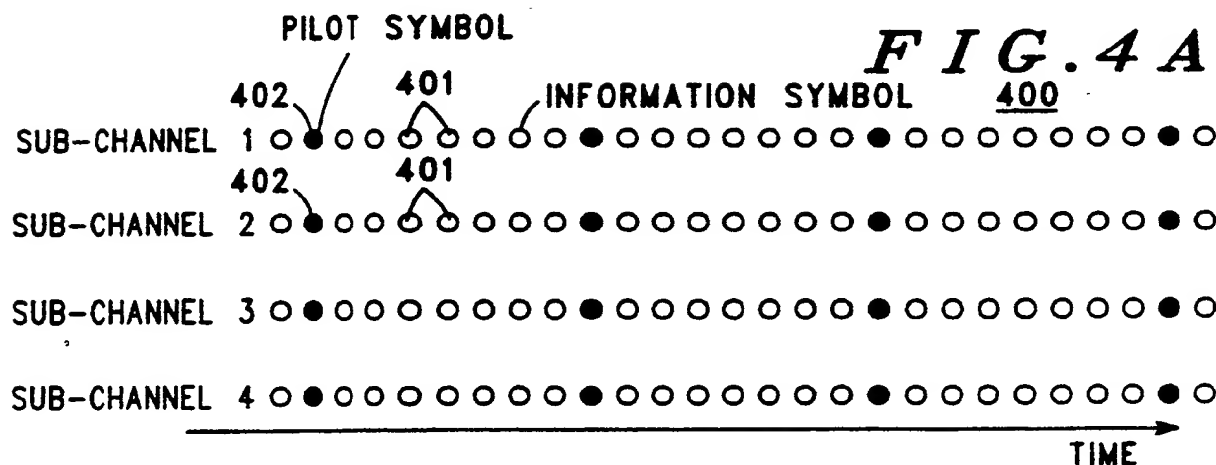 PILOT SYMBOL
FIG.4A
402 401 INFORMATION SYMBOL 400
SUB-CHANNEL 1
402 401
SUB-CHANNEL 2
SUB-CHANNEL 3
SUB-CHANNEL 4
TIME